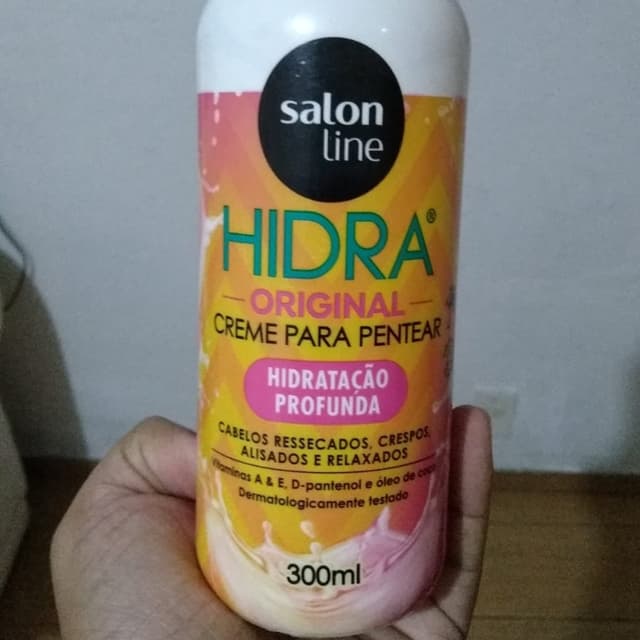 salon
line
HIDRA®
ORIGINAL
CREME PARA PENTEAR
HIDRATAÇÃO
PROFUNDA
CABELOS RESSECADOS, CRESPOS,
ALISADOS E RELAXADOS
Vitaminas A & E, D-pantenol e óleo de coco
Dermatologicamente testado
300ml